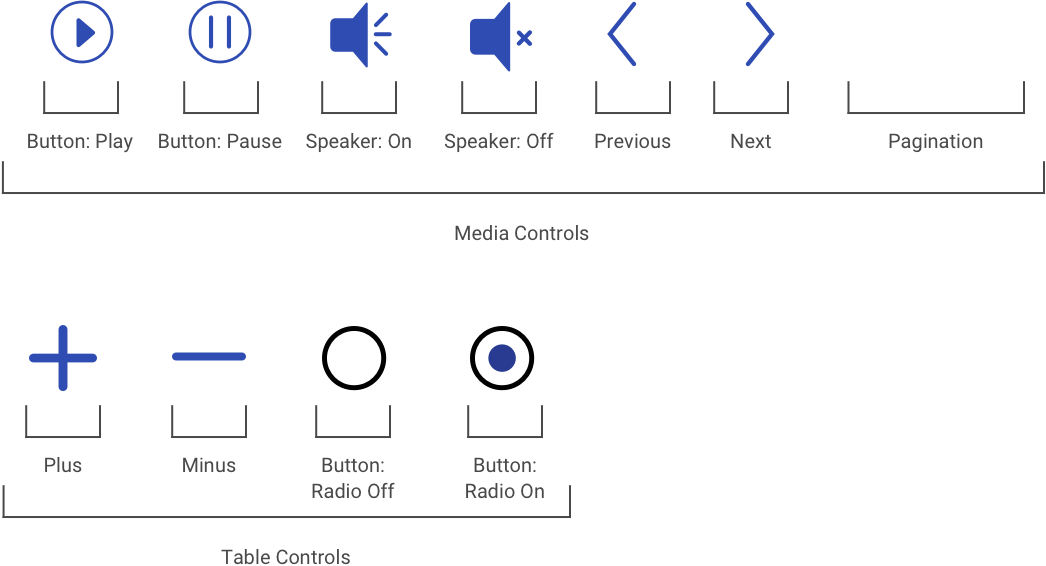 Button: Play
Button: Pause
Speaker: On
Speaker: Off
Previous
Next
Pagination
Media Controls
Plus
Minus
Button:
Radio Off
Button:
Radio On
Table Controls